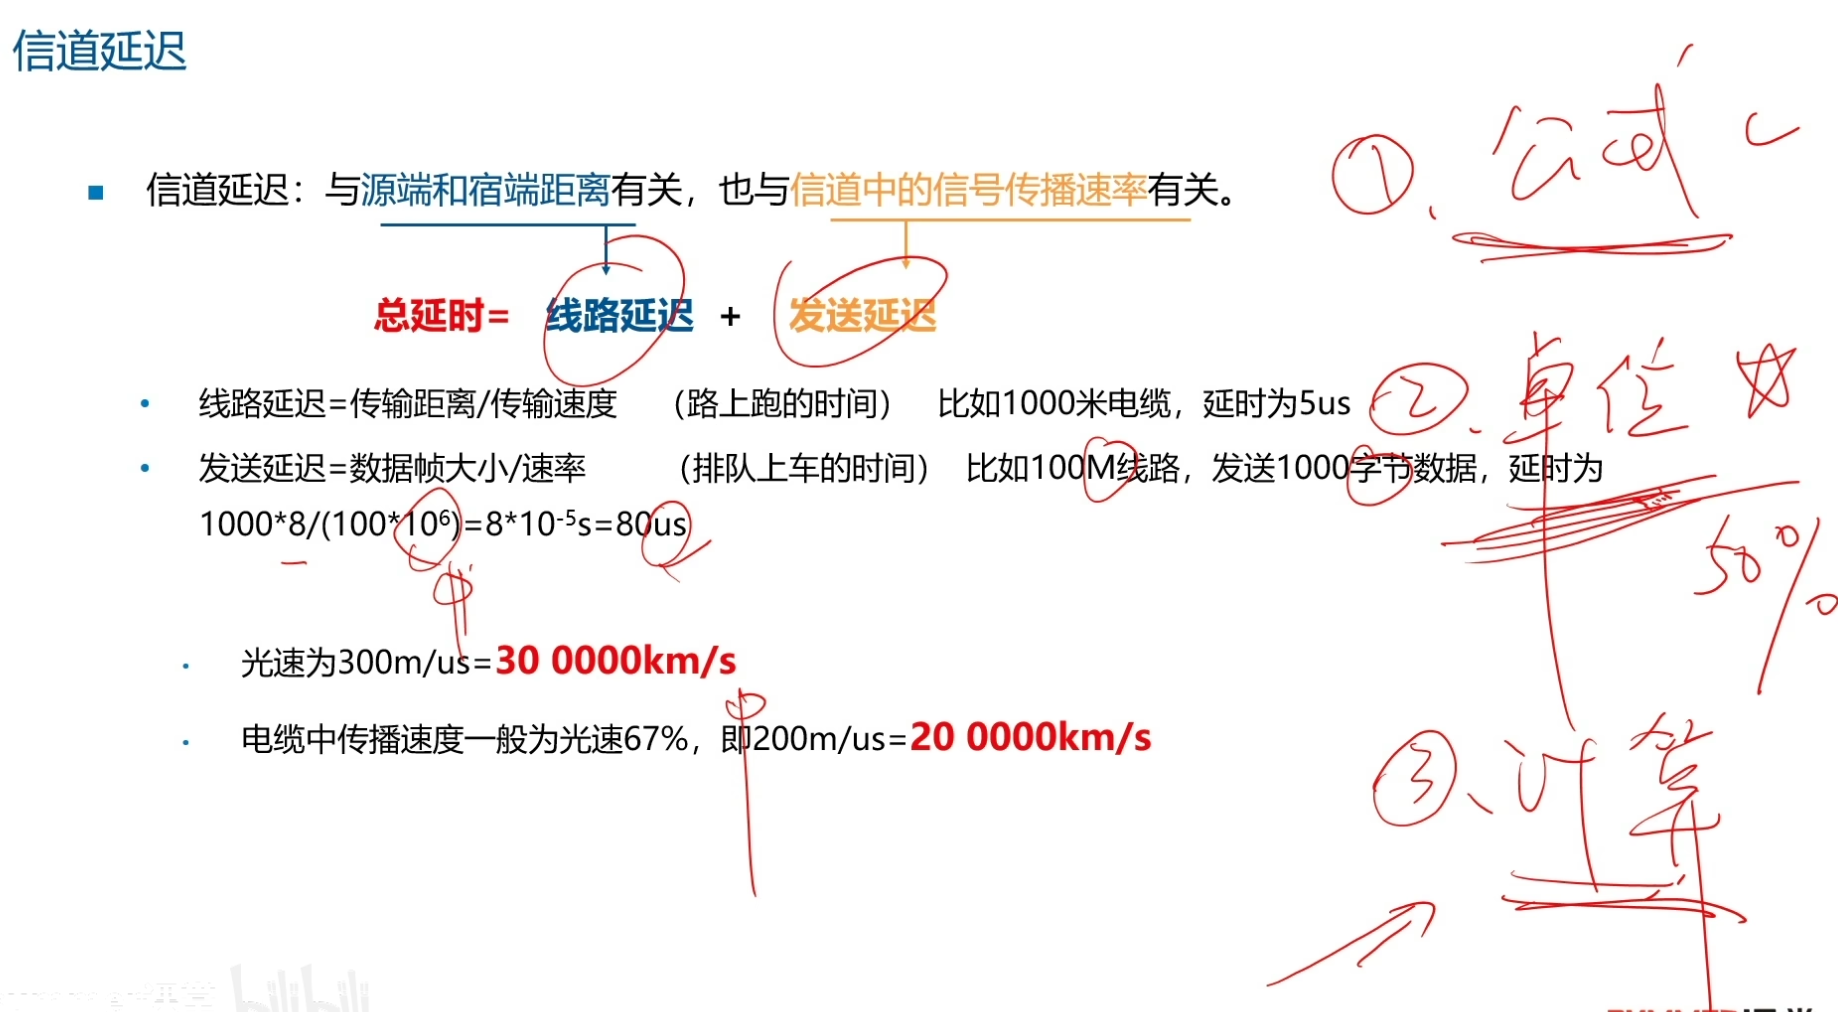 信道延迟
① 、公式
信道延迟：与源端和宿端距离有关，也与信道中的信号传播速率有关。
总延时= 线路延迟 + 发送延迟
线路延迟=传输距离/传输速度 （路上跑的时间） 比如1000米电缆，延时为5us
② 、单位 ☆
发送延迟=数据帧大小/速率 （排队上车的时间） 比如100M线路，发送1000字节数据，延时为
1000*8/(100*10⁶)=8*10⁻⁵s=80us
50%
光速为300m/us=30 0000km/s
电缆中传播速度一般为光速67%，即200m/us=20 0000km/s
③、计算